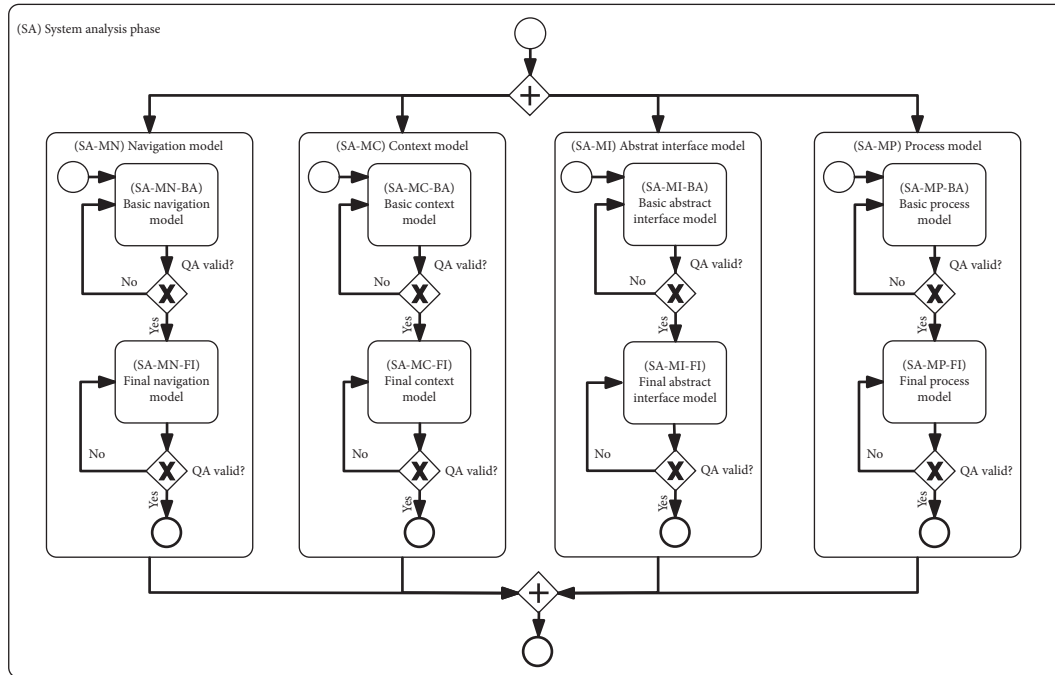 (SA) System analysis phase
(SA-MN) Navigation model
(SA-MN-BA)
Basic navigation
model
QA valid?
No
Yes
(SA-MN-FI)
Final navigation
model
No
QA valid?
Yes
(SA-MC) Context model
(SA-MC-BA)
Basic context
model
QA valid?
No
Yes
(SA-MC-FI)
Final context
model
No
QA valid?
Yes
(SA-MI) Abstrat interface model
(SA-MI-BA)
Basic abstract
interface model
QA valid?
No
Yes
(SA-MI-FI)
Final abstract
interface model
No
QA valid?
Yes
(SA-MP) Process model
(SA-MP-BA)
Basic process
model
QA valid?
No
Yes
(SA-MP-FI)
Final process
model
No
QA valid?
Yes